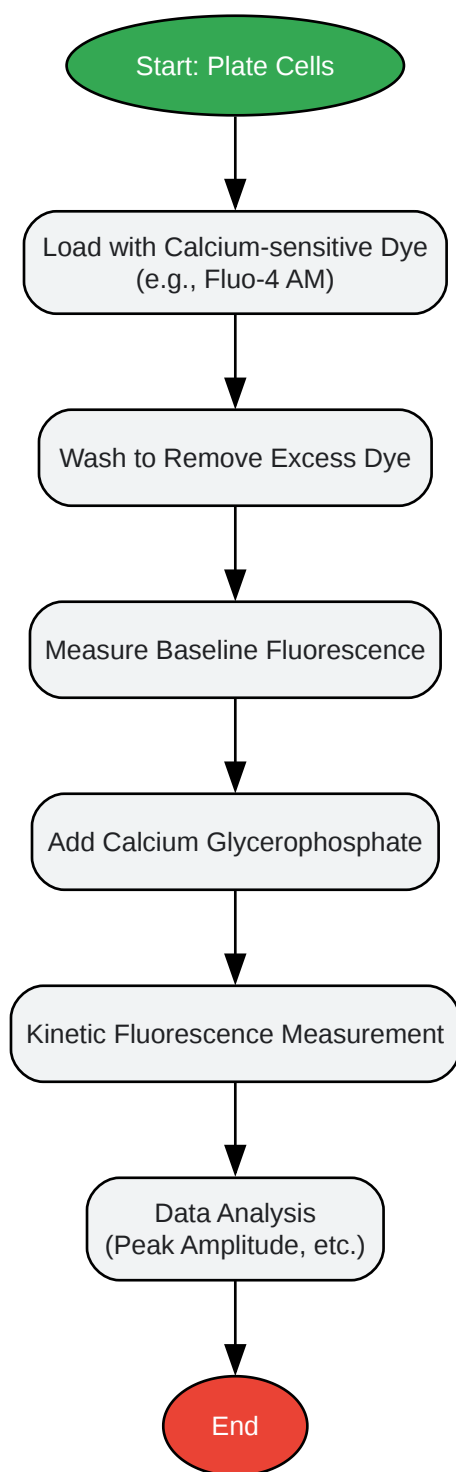 Start: Plate Cells
Load with Calcium-sensitive Dye
(e.g., Fluo-4 AM)
Wash to Remove Excess Dye
Measure Baseline Fluorescence
Add Calcium Glycerophosphate
Kinetic Fluorescence Measurement
Data Analysis
(Peak Amplitude, etc.)
End